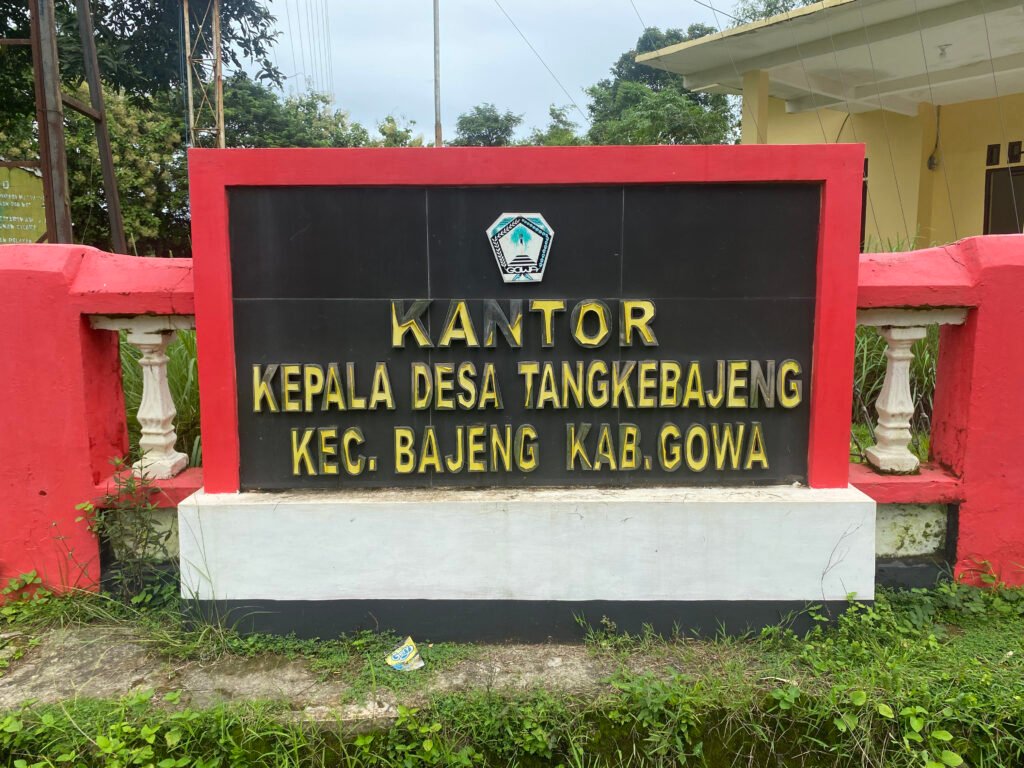 GOWA
KANTOR
KEPALA DESA TANGKEBAJENG
KEC. BAJENG KAB. GOWA